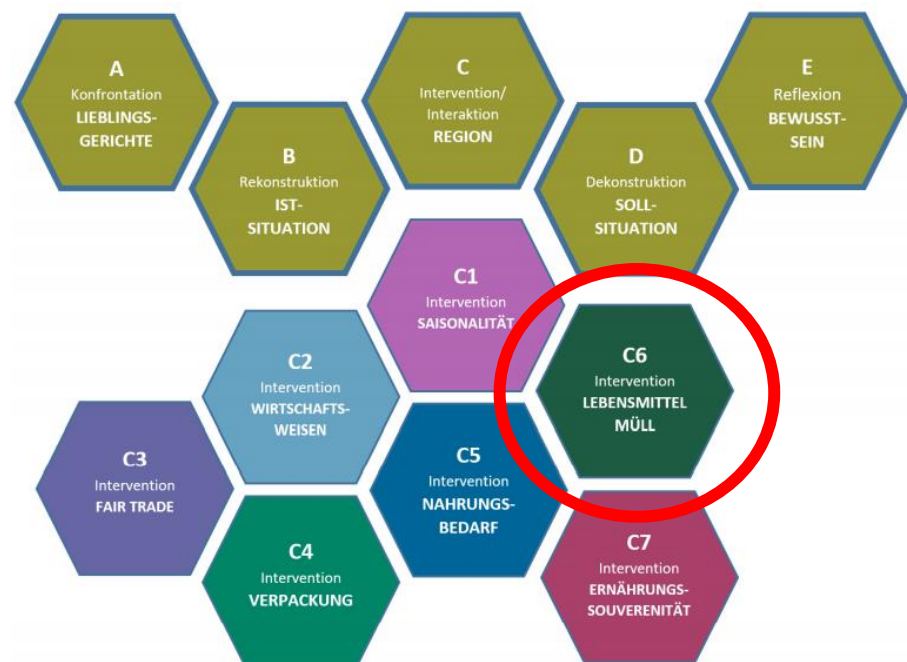 A
Konfrontation
LIEBLINGS-
GERICHTE
B
Rekonstruktion
IST-
SITUATION
C
Intervention/
Interaktion
REGION
D
Dekonstruktion
SOLL-
SITUATION
E
Reflexion
BEWUSST-
SEIN
C1
Intervention
SAISONALITÄT
C2
Intervention
WIRTSCHAFTS-
WEISEN
C3
Intervention
FAIR TRADE
C4
Intervention
VERPACKUNG
C5
Intervention
NAHRUNGS-
BEDARF
C6
Intervention
LEBENSMITTEL
MÜLL
C7
Intervention
ERNÄHRUNGS-
SOUVERENITÄT